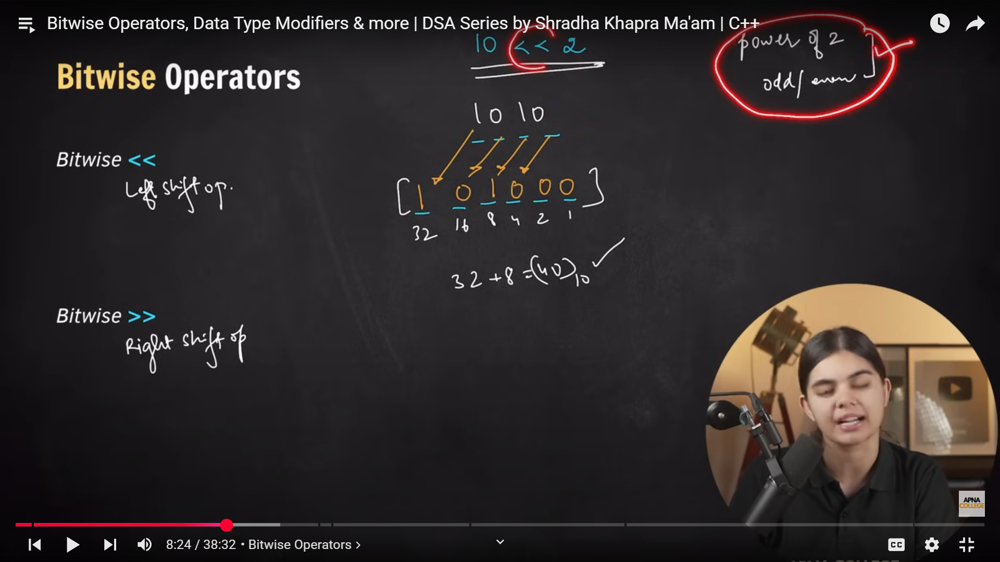 Bitwise Operators, Data Type Modifiers & more | DSA Series by Shradha Khapra Ma'am | C++
10 << 2
power of 2
odd/even
Bitwise Operators
1010
Bitwise <<
Left shift op.
[1 0 1 0 0 0]
32 16 8 4 2 1
32+8=(40)10
Bitwise >>
Right shift op
APNA
COLLEGE
8:24 / 38:32 • Bitwise Operators >
CC